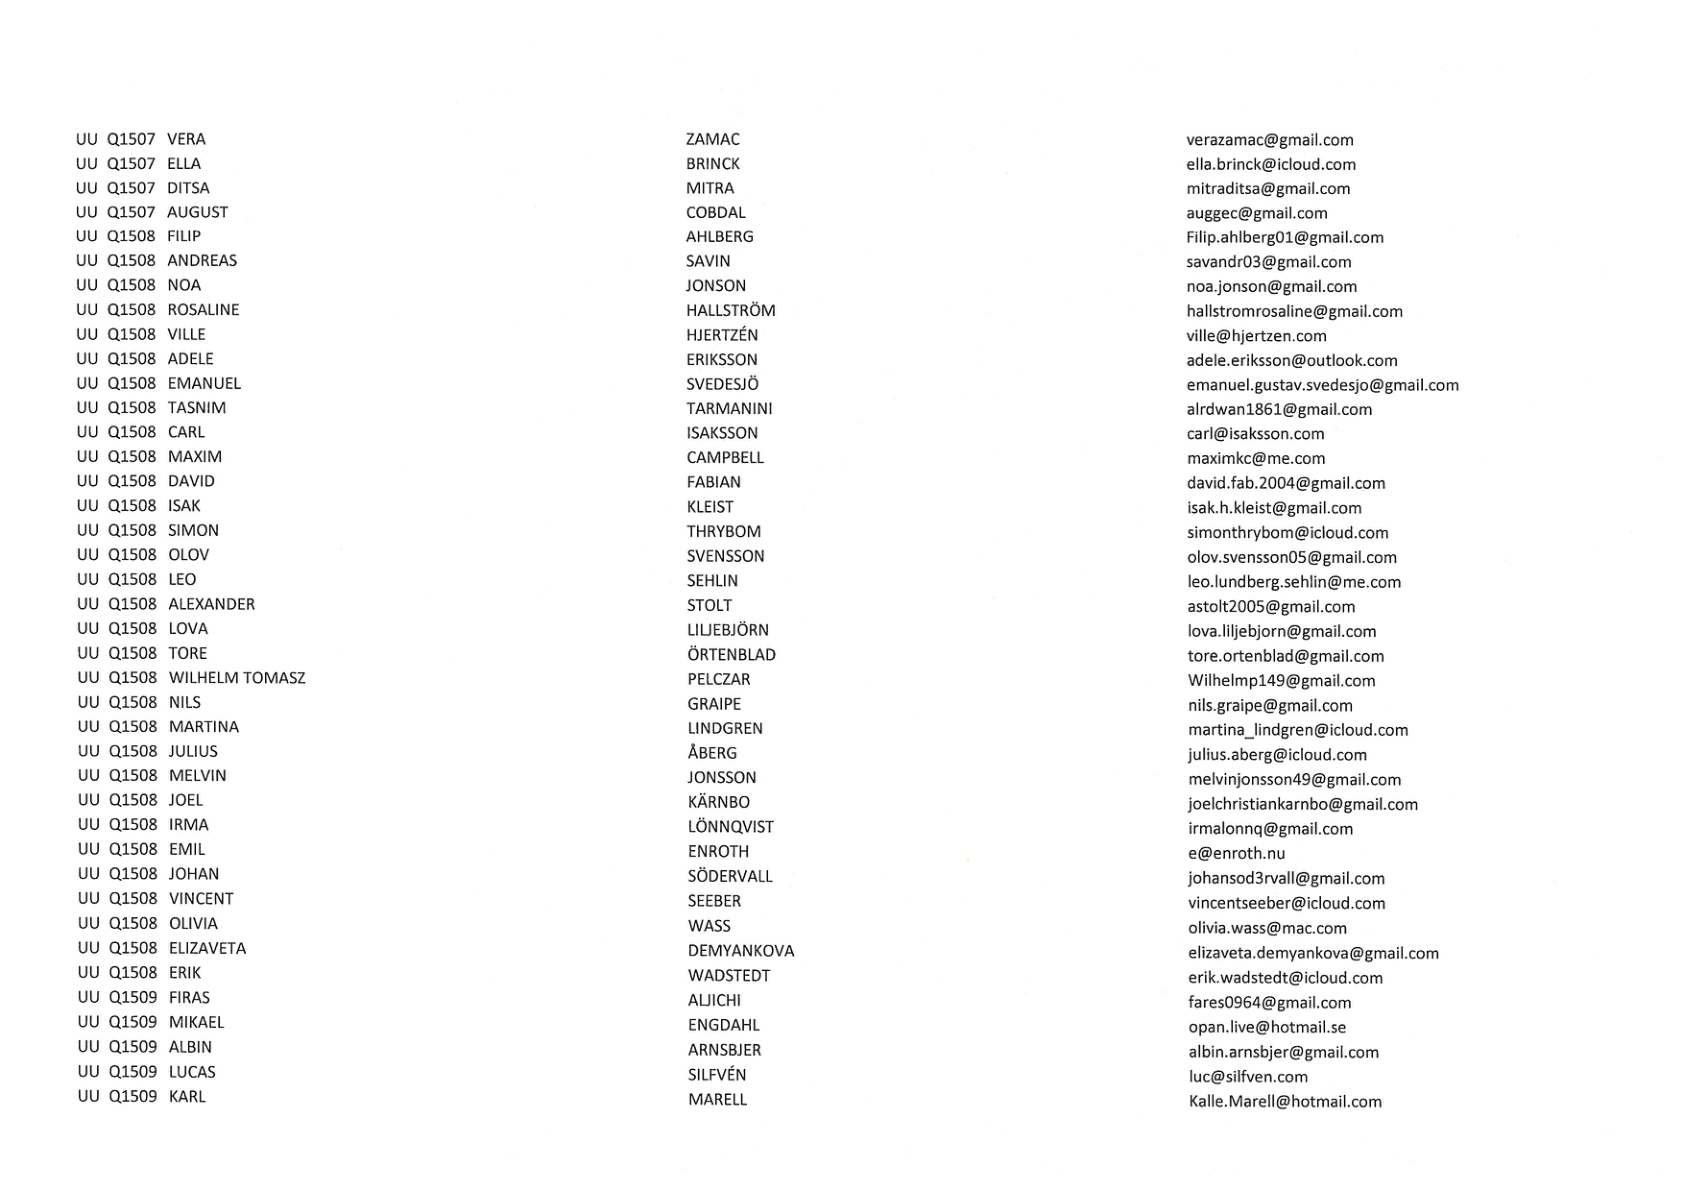 UU Q1507 VERA ZAMAC verazamac@gmail.com
UU Q1507 ELLA BRINCK ella.brinck@icloud.com
UU Q1507 DITSA MITRA mitraditsa@gmail.com
UU Q1507 AUGUST COBDAL auggec@gmail.com
UU Q1508 FILIP AHLBERG Filip.ahlberg01@gmail.com
UU Q1508 ANDREAS SAVIN savandr03@gmail.com
UU Q1508 NOA JONSON noa.jonson@gmail.com
UU Q1508 ROSALINE HALLSTRÖM hallstromrosaline@gmail.com
UU Q1508 VILLE HJERTZÉN ville@hjertzen.com
UU Q1508 ADELE ERIKSSON adele.eriksson@outlook.com
UU Q1508 EMANUEL SVEDESJÖ emanuel.gustav.svedesjo@gmail.com
UU Q1508 TASNIM TARMANINI alrdwan1861@gmail.com
UU Q1508 CARL ISAKSSON carl@isaksson.com
UU Q1508 MAXIM CAMPBELL maximkc@me.com
UU Q1508 DAVID FABIAN david.fab.2004@gmail.com
UU Q1508 ISAK KLEIST isak.h.kleist@gmail.com
UU Q1508 SIMON THRYBOM simonthrybom@icloud.com
UU Q1508 OLOV SVENSSON olov.svensson05@gmail.com
UU Q1508 LEO SEHLIN leo.lundberg.sehlin@me.com
UU Q1508 ALEXANDER STOLT astolt2005@gmail.com
UU Q1508 LOVA LILJEBJÖRN lova.liljebjorn@gmail.com
UU Q1508 TORE ÖRTENBLAD tore.ortenblad@gmail.com
UU Q1508 WILHELM TOMASZ PELCZAR Wilhelmp149@gmail.com
UU Q1508 NILS GRAIPE nils.graipe@gmail.com
UU Q1508 MARTINA LINDGREN martina_lindgren@icloud.com
UU Q1508 JULIUS ÅBERG julius.aberg@icloud.com
UU Q1508 MELVIN JONSSON melvinjonsson49@gmail.com
UU Q1508 JOEL KÄRNBO joelchristiankarnbo@gmail.com
UU Q1508 IRMA LÖNNQVIST irmalonnq@gmail.com
UU Q1508 EMIL ENROTH e@enroth.nu
UU Q1508 JOHAN SÖDERVALL johansod3rvall@gmail.com
UU Q1508 VINCENT SEEBER vincentseeber@icloud.com
UU Q1508 OLIVIA WASS olivia.wass@mac.com
UU Q1508 ELIZAVETA DEMYANKOVA elizaveta.demyankova@gmail.com
UU Q1508 ERIK WADSTEDT erik.wadstedt@icloud.com
UU Q1509 FIRAS ALJICHI fares0964@gmail.com
UU Q1509 MIKAEL ENGDAHL opan.live@hotmail.se
UU Q1509 ALBIN ARNSBJER albin.arnsbjer@gmail.com
UU Q1509 LUCAS SILFVÉN luc@silfven.com
UU Q1509 KARL MARELL Kalle.Marell@hotmail.com